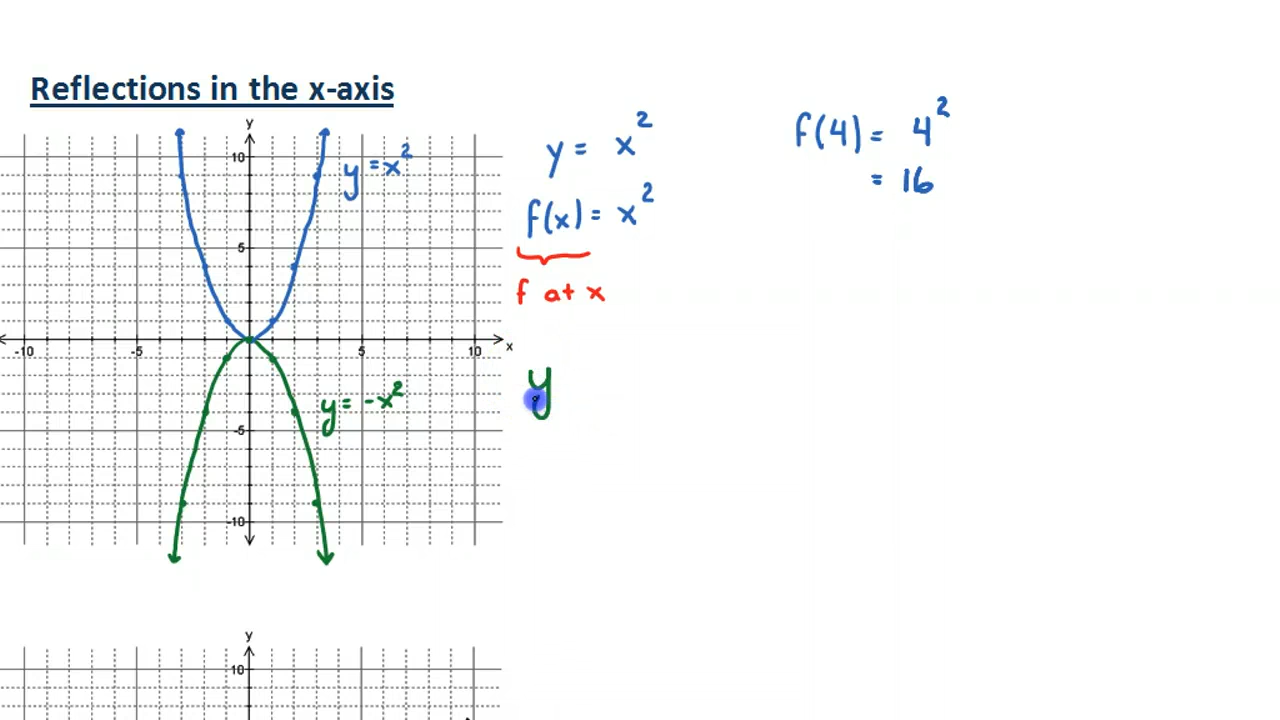 Reflections in the x-axis
y
10
5
-10
-5
5
10
x
-5
-10
y = x²
y = -x²
y = x²
f(x) = x²
f at x
y
f(4) = 4²
= 16
y
10